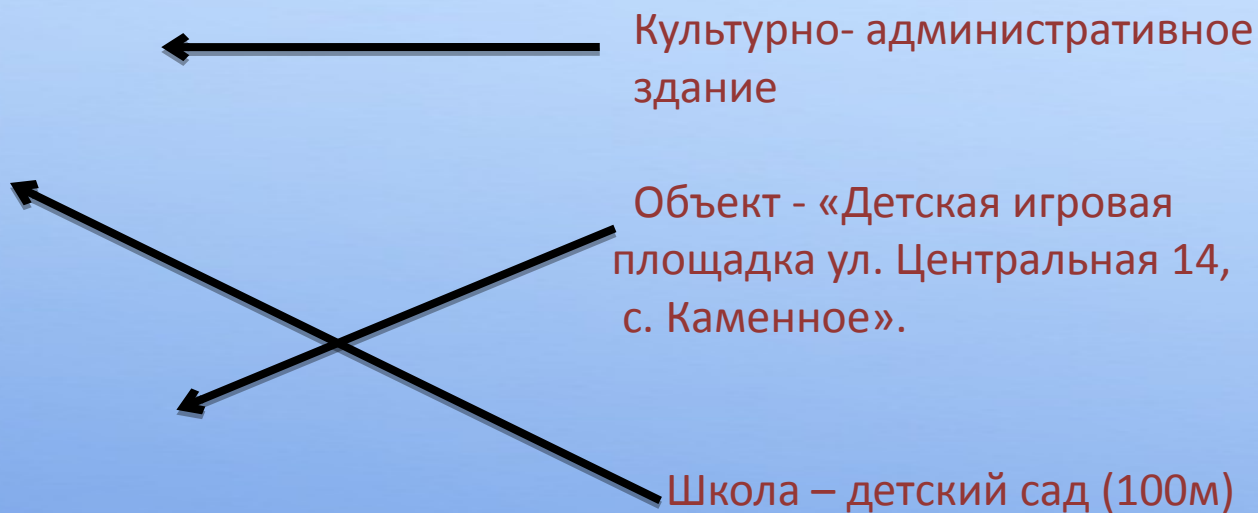 Культурно- административное
здание
Объект - «Детская игровая
площадка ул. Центральная 14,
с. Каменное».
Школа – детский сад (100м)